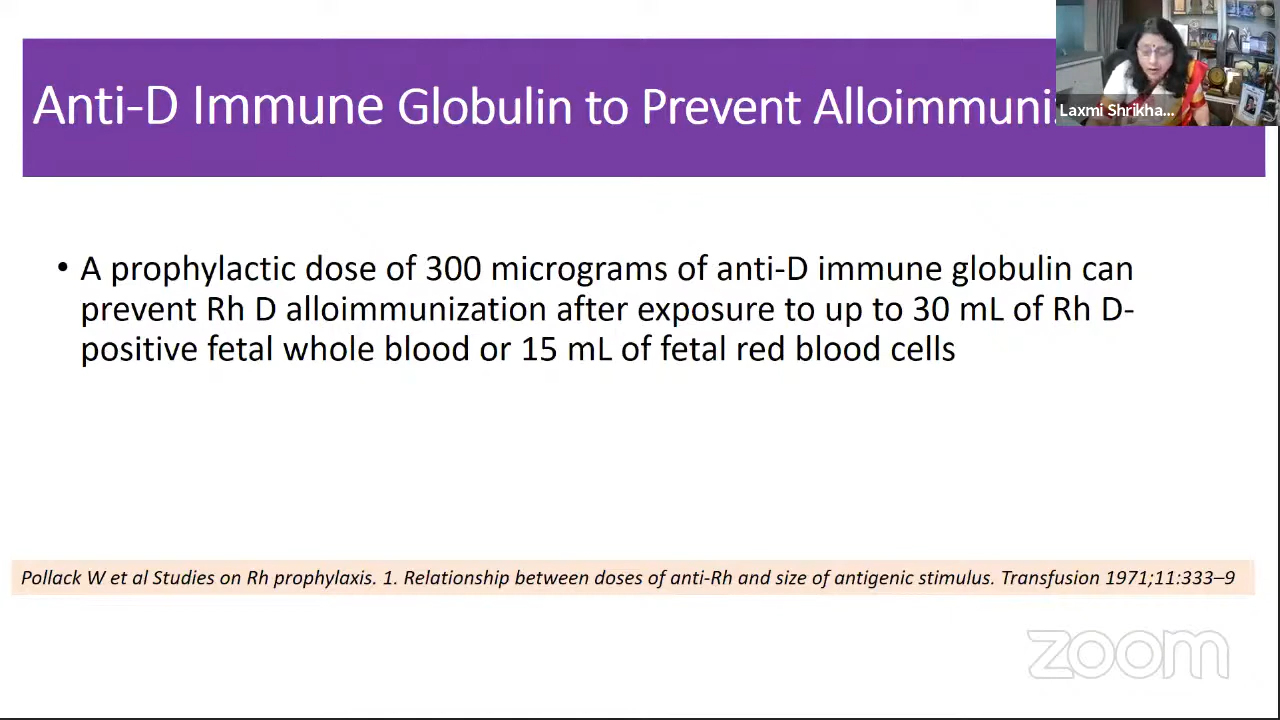 Anti-D Immune Globulin to Prevent Alloimmuni
Laxmi Shrikha...
• A prophylactic dose of 300 micrograms of anti-D immune globulin can
prevent Rh D alloimmunization after exposure to up to 30 mL of Rh D-
positive fetal whole blood or 15 mL of fetal red blood cells
Pollack W et al Studies on Rh prophylaxis. 1. Relationship between doses of anti-Rh and size of antigenic stimulus. Transfusion 1971;11:333–9
zoom